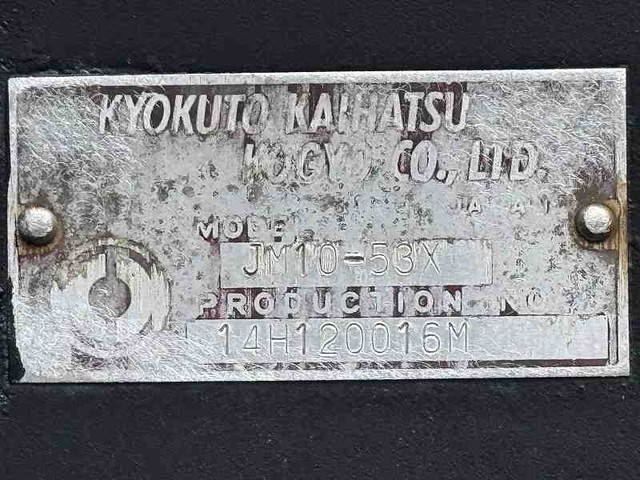 KYOKUTO KAIHATSU
KOGYO CO., LTD.
JAPAN
MODEL
JM10-53X
PRODUCTION NO
14H120016M